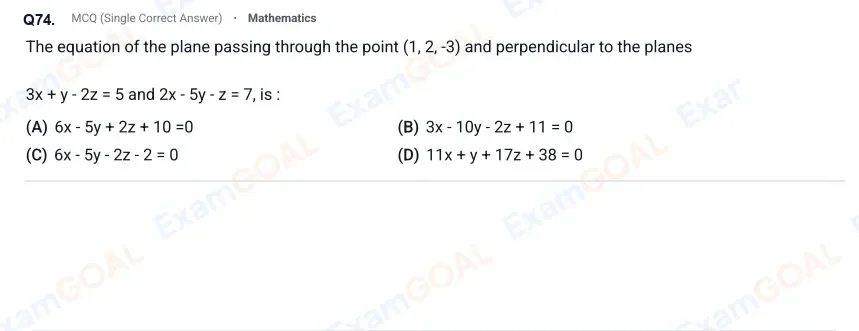 Q74. MCQ (Single Correct Answer) · Mathematics
The equation of the plane passing through the point (1, 2, -3) and perpendicular to the planes
3x + y - 2z = 5 and 2x - 5y - z = 7, is :
(A) 6x - 5y + 2z + 10 =0
(B) 3x - 10y - 2z + 11 = 0
(C) 6x - 5y - 2z - 2 = 0
(D) 11x + y + 17z + 38 = 0
ExamGOAL